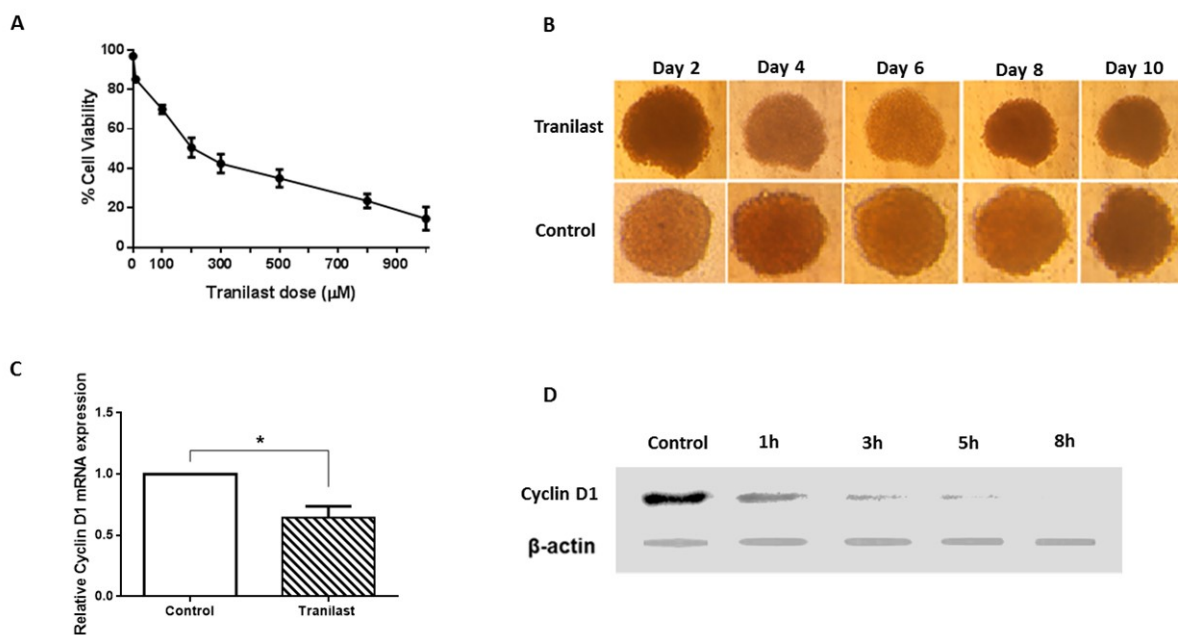 A
100
80
60
40
20
0
% Cell Viability
0 100 300 500 700 900
Tranilast dose (μM)
B
Day 2 Day 4 Day 6 Day 8 Day 10
Tranilast
Control
C
Relative Cyclin D1 mRNA expression
1.5
1.0
0.5
0.0
*
Control Tranilast
D
Control 1h 3h 5h 8h
Cyclin D1
β-actin